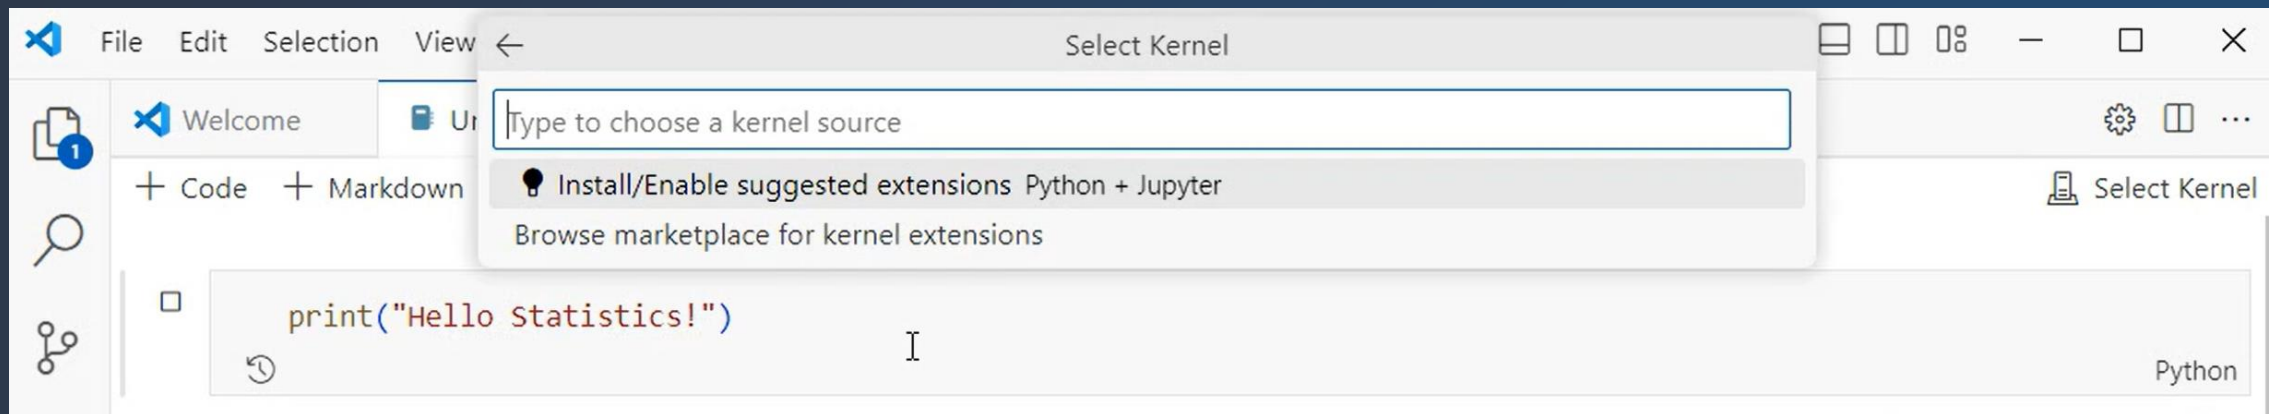 File Edit Selection View
Select Kernel
Welcome
Type to choose a kernel source
Install/Enable suggested extensions Python + Jupyter
Browse marketplace for kernel extensions
1
Code Markdown
Select Kernel
print("Hello Statistics!")
Python